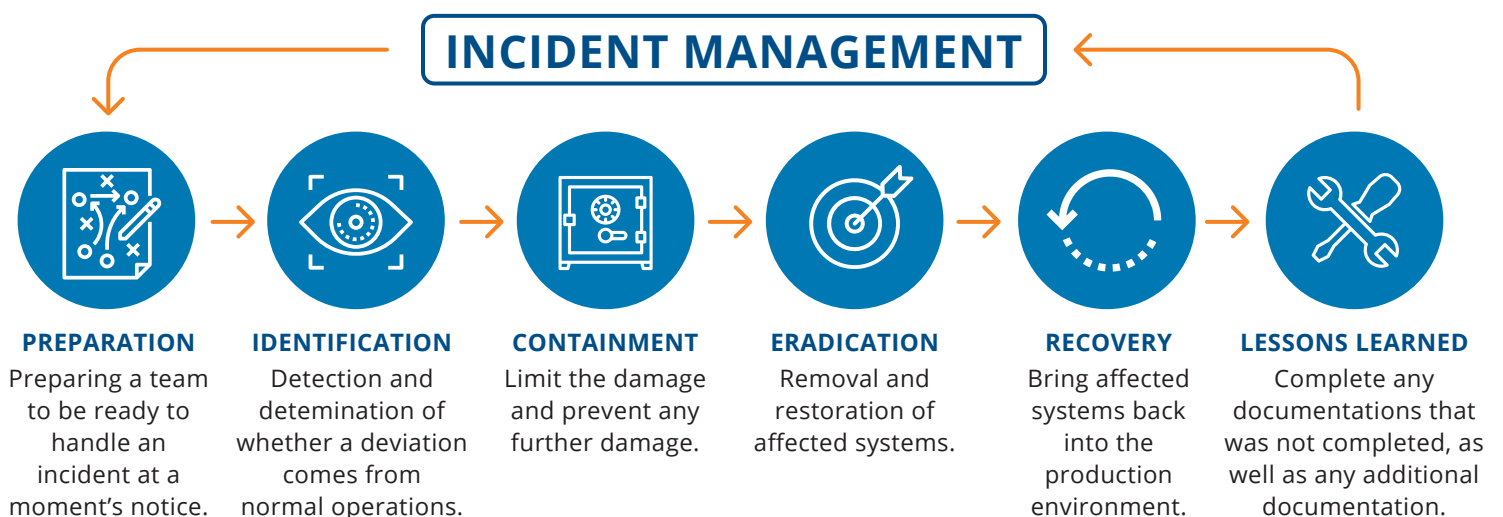 INCIDENT MANAGEMENT
PREPARATION
Preparing a team
to be ready to
handle an
incident at a
moment’s notice.
IDENTIFICATION
Detection and
detemination of
whether a deviation
comes from
normal operations.
CONTAINMENT
Limit the damage
and prevent any
further damage.
ERADICATION
Removal and
restoration of
affected systems.
RECOVERY
Bring affected
systems back
into the
production
environment.
LESSONS LEARNED
Complete any
documentations that
was not completed, as
well as any additional
documentation.